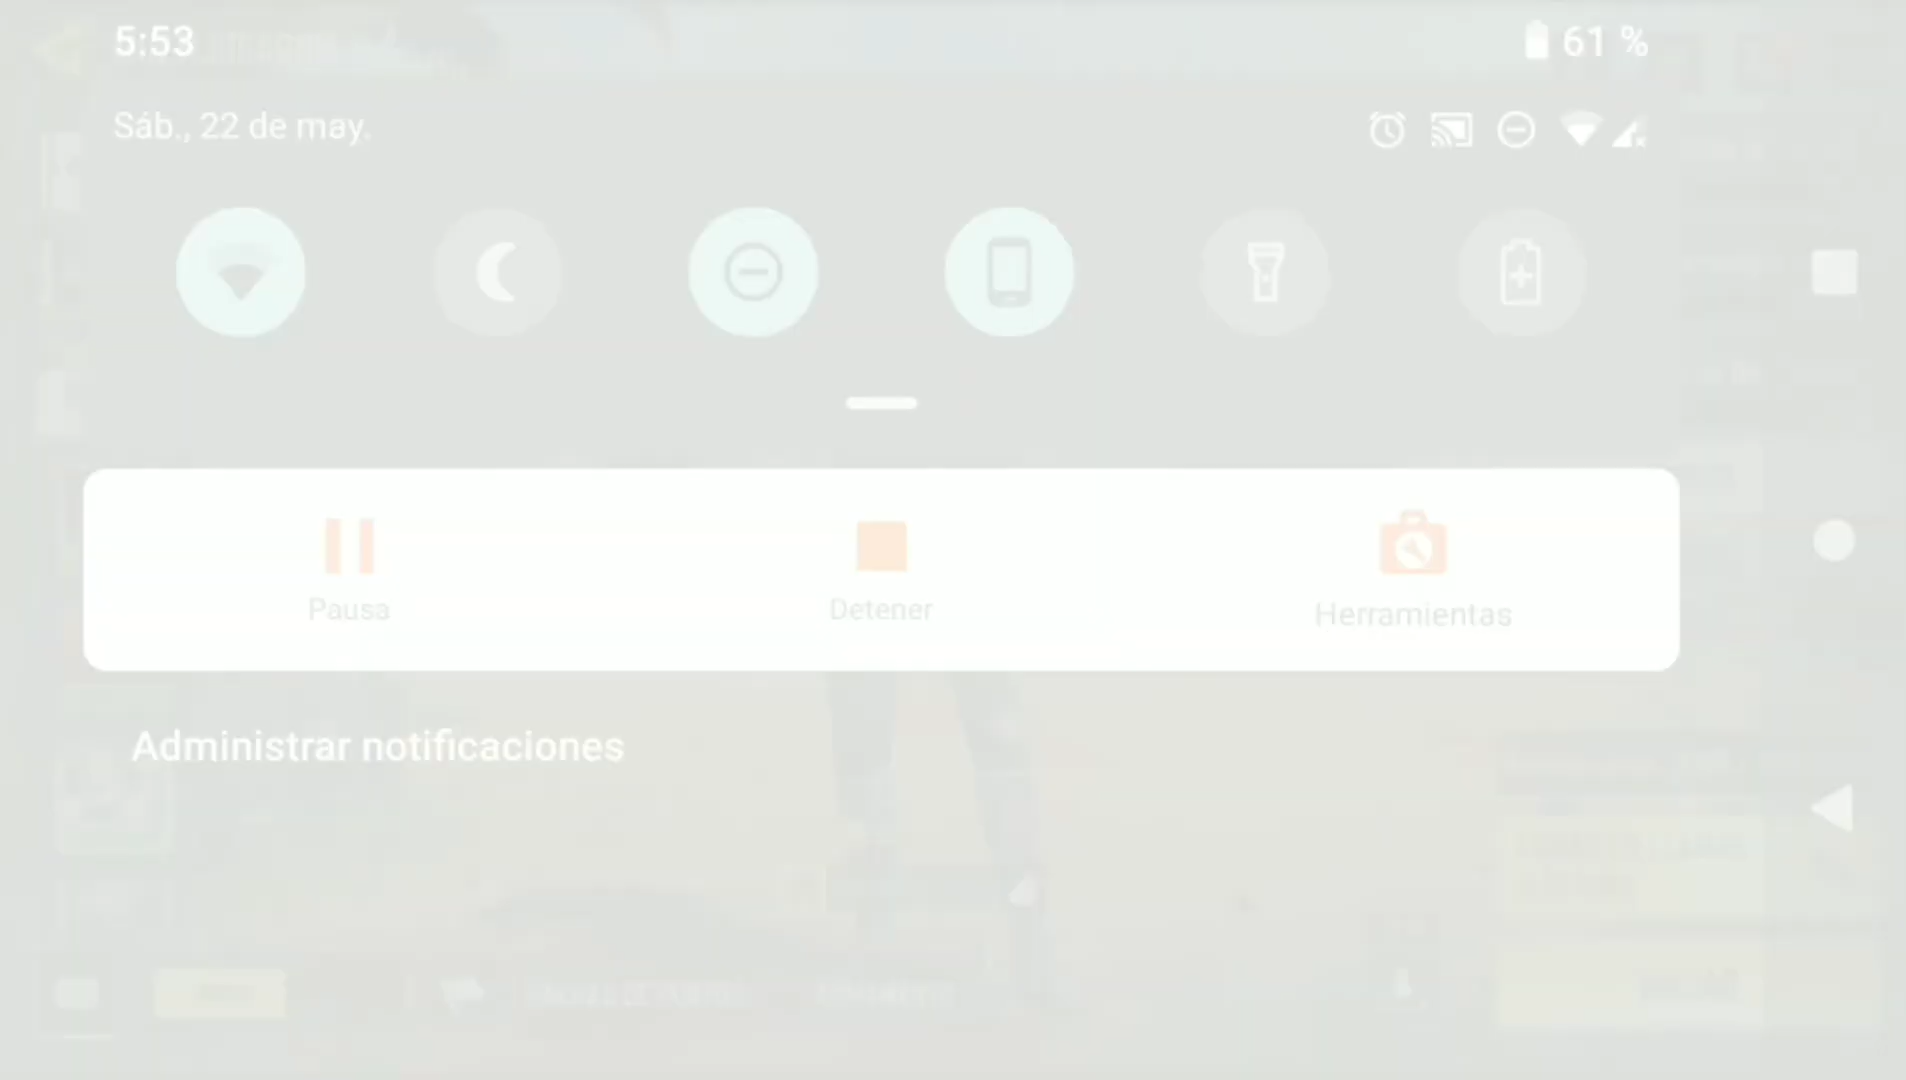 5:53
61 %
Sáb., 22 de may.
Pausa
Detener
Herramientas
Administrar notificaciones